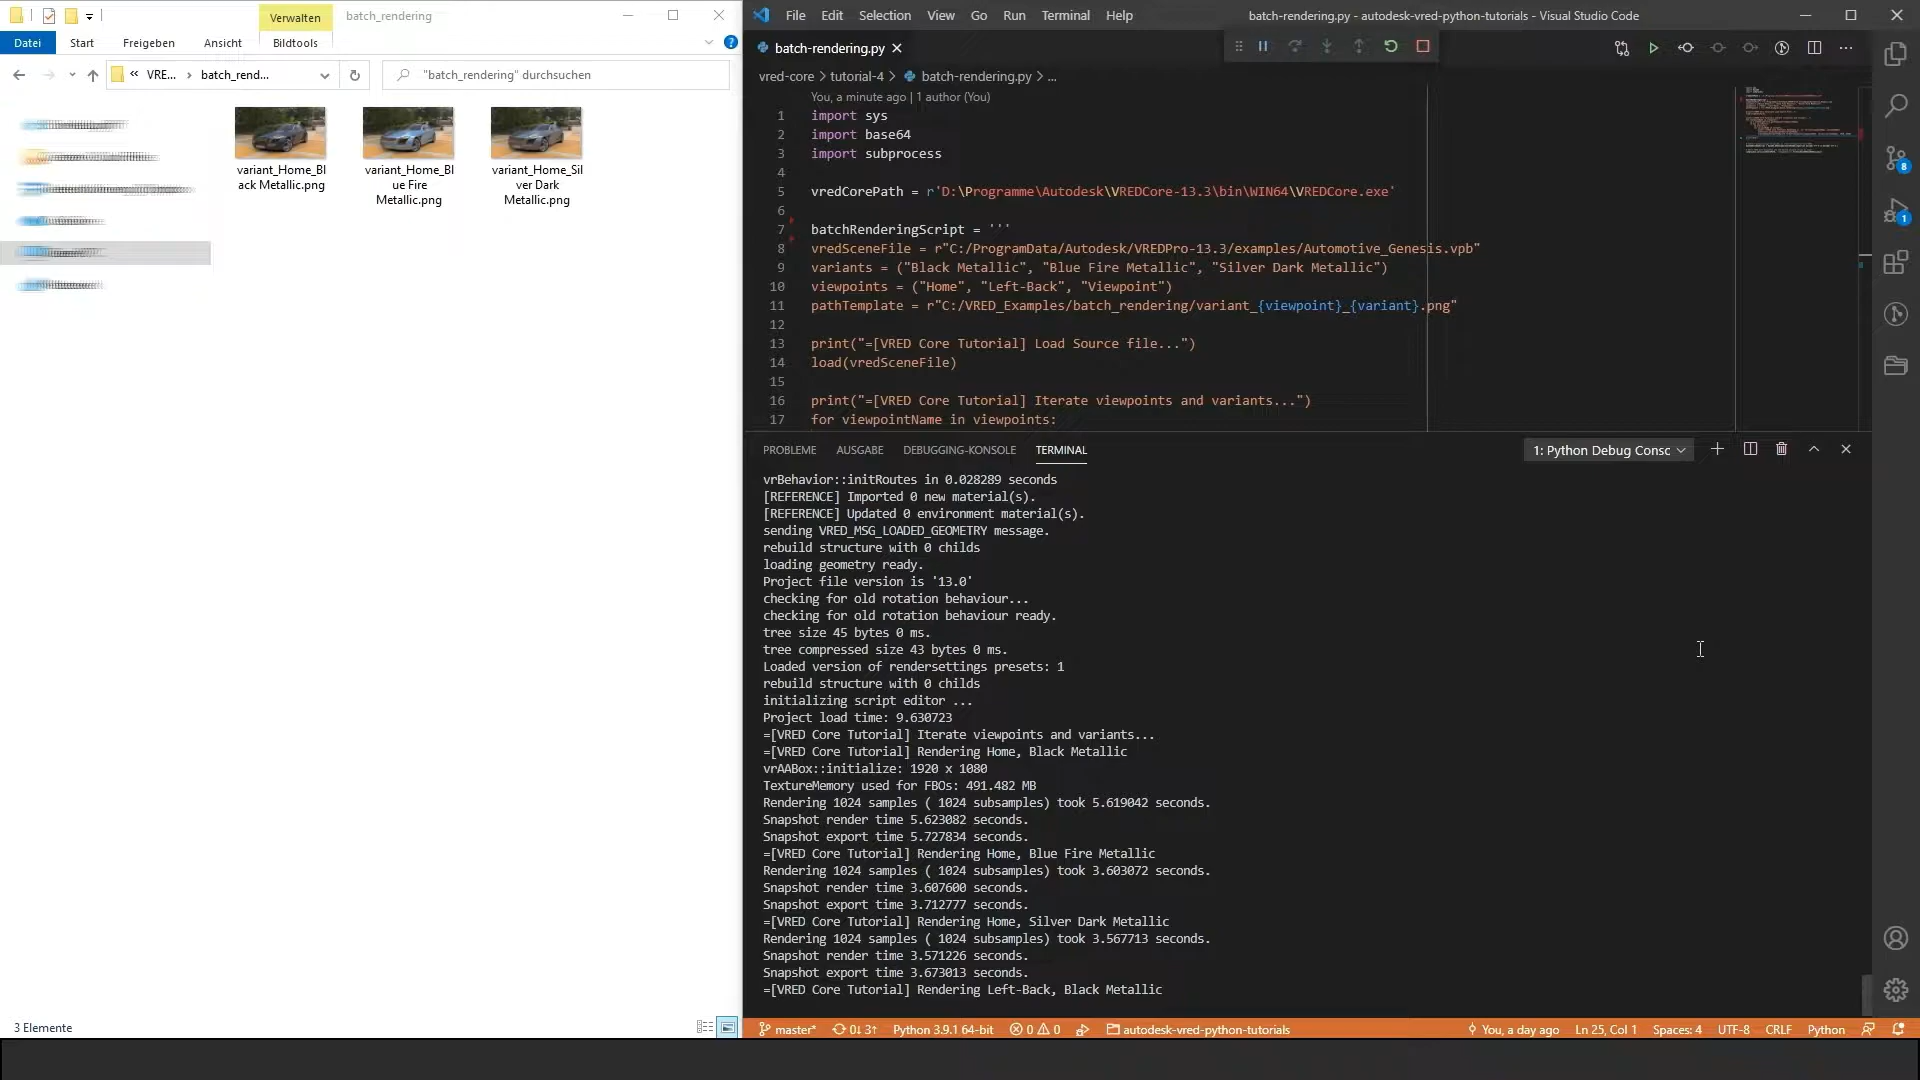 Verwalten
batch_rendering
Datei
Start
Freigeben
Ansicht
Bildtools
VRE...
batch_rend...
"batch_rendering" durchsuchen
variant_Home_Bl
ack Metallic.png
variant_Home_Bl
ue Fire
Metallic.png
variant_Home_Sil
ver Dark
Metallic.png
3 Elemente
File Edit Selection View Go Run Terminal Help
batch-rendering.py - autodesk-vred-python-tutorials - Visual Studio Code
batch-rendering.py
vred-core > tutorial-4 > batch-rendering.py > ...
You, a minute ago | 1 author (You)
1 import sys
2 import base64
3 import subprocess
4
5 vredCorePath = r'D:\Programme\Autodesk\VREDCore-13.3\bin\WIN64\VREDCore.exe'
6
7 batchRenderingScript = '''
8 vredSceneFile = r"C:/ProgramData/Autodesk/VREDPro-13.3/examples/Automotive_Genesis.vpb"
9 variants = ("Black Metallic", "Blue Fire Metallic", "Silver Dark Metallic")
10 viewpoints = ("Home", "Left-Back", "Viewpoint")
11 pathTemplate = r"C:/VRED_Examples/batch_rendering/variant_{viewpoint}_{variant}.png"
12
13 print("=[VRED Core Tutorial] Load Source file...")
14 load(vredSceneFile)
15
16 print("=[VRED Core Tutorial] Iterate viewpoints and variants...")
17 for viewpointName in viewpoints:
PROBLEME AUSGABE DEBUGGING-KONSOLE TERMINAL
1: Python Debug Consc
vrBehavior::initRoutes in 0.028289 seconds
[REFERENCE] Imported 0 new material(s).
[REFERENCE] Updated 0 environment material(s).
sending VRED_MSG_LOADED_GEOMETRY message.
rebuild structure with 0 childs
loading geometry ready.
Project file version is '13.0'
checking for old rotation behaviour...
checking for old rotation behaviour ready.
tree size 45 bytes 0 ms.
tree compressed size 43 bytes 0 ms.
Loaded version of rendersettings presets: 1
rebuild structure with 0 childs
initializing script editor ...
Project load time: 9.630723
=[VRED Core Tutorial] Iterate viewpoints and variants...
=[VRED Core Tutorial] Rendering Home, Black Metallic
vrAABox::initialize: 1920 x 1080
TextureMemory used for FBOs: 491.482 MB
Rendering 1024 samples ( 1024 subsamples) took 5.619042 seconds.
Snapshot render time 5.623082 seconds.
Snapshot export time 5.727834 seconds.
=[VRED Core Tutorial] Rendering Home, Blue Fire Metallic
Rendering 1024 samples ( 1024 subsamples) took 3.603072 seconds.
Snapshot render time 3.607600 seconds.
Snapshot export time 3.712777 seconds.
=[VRED Core Tutorial] Rendering Home, Silver Dark Metallic
Rendering 1024 samples ( 1024 subsamples) took 3.567713 seconds.
Snapshot render time 3.571226 seconds.
Snapshot export time 3.673013 seconds.
=[VRED Core Tutorial] Rendering Left-Back, Black Metallic
8
1
master* 0↓ 3↑ Python 3.9.1 64-bit 0 0 autodesk-vred-python-tutorials You, a day ago Ln 25, Col 1 Spaces: 4 UTF-8 CRLF Python